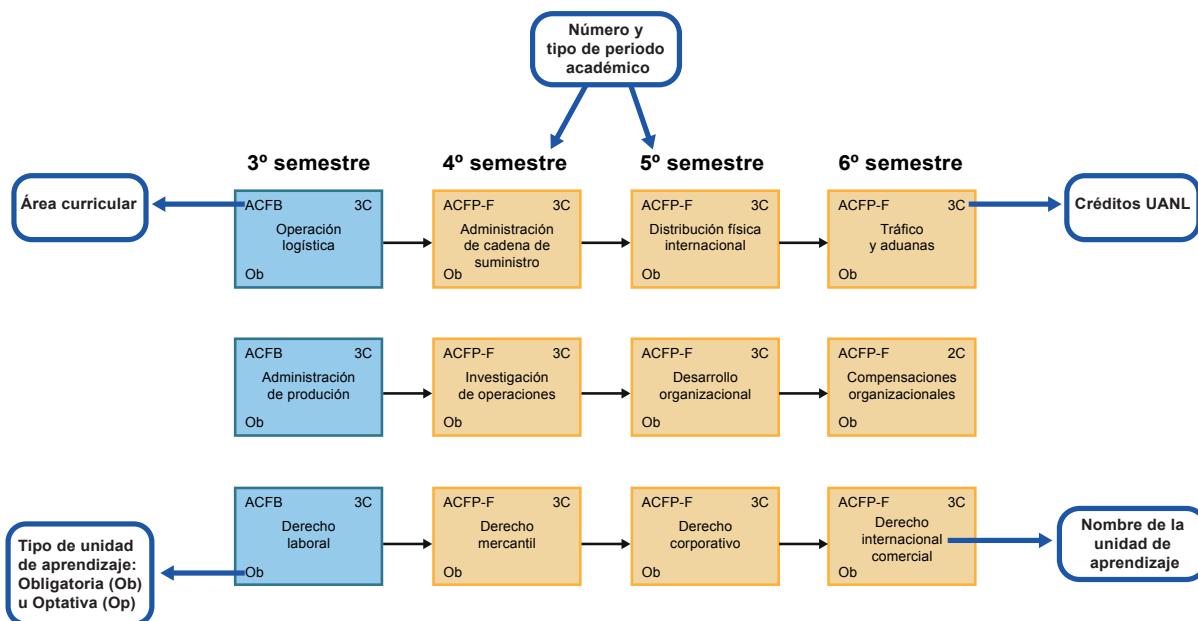 Número y
tipo de periodo
académico
3º semestre
4º semestre
5º semestre
6º semestre
Área curricular
ACFB 3C
Operación
logística
Ob
ACFP-F 3C
Administración
de cadena de
suministro
Ob
ACFP-F 3C
Distribución física
internacional
Ob
ACFP-F 3C
Tráfico
y aduanas
Ob
Créditos UANL
ACFB 3C
Administración
de produción
Ob
ACFP-F 3C
Investigación
de operaciones
Ob
ACFP-F 3C
Desarrollo
organizacional
Ob
ACFP-F 2C
Compensaciones
organizacionales
Ob
ACFB 3C
Derecho
laboral
Ob
ACFP-F 3C
Derecho
mercantil
Ob
ACFP-F 3C
Derecho
corporativo
Ob
ACFP-F 3C
Derecho
internacional
comercial
Ob
Tipo de unidad
de aprendizaje:
Obligatoria (Ob)
u Optativa (Op)
Nombre de la
unidad de
aprendizaje